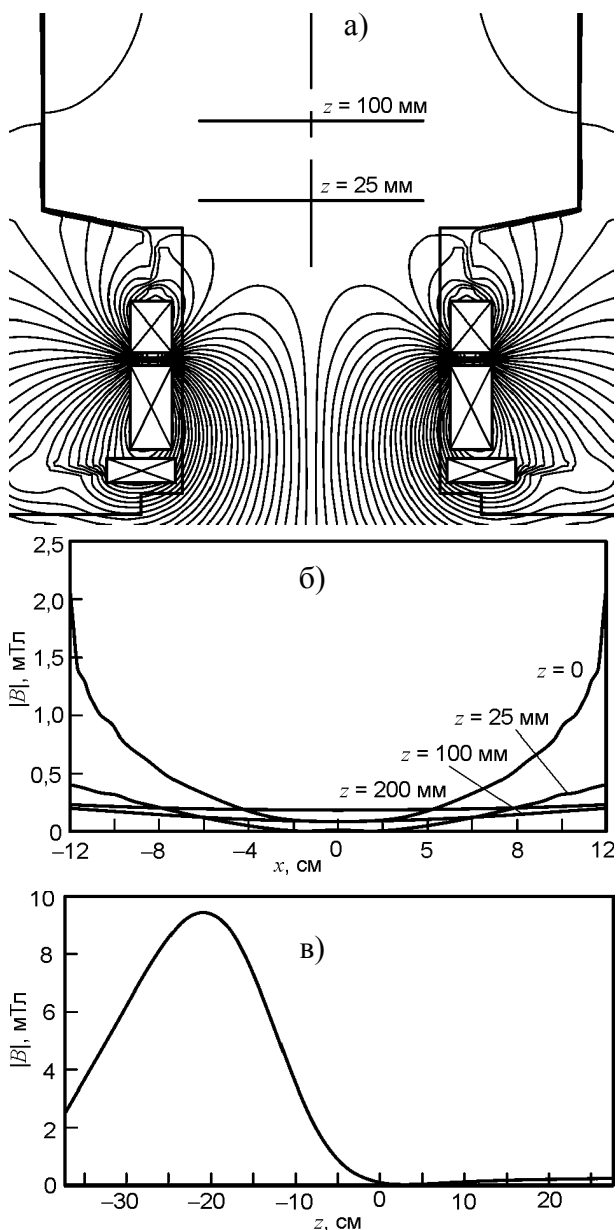 а)
z = 100 мм
z = 25 мм
б)
|B|, мТл
2,5
2,0
1,5
1,0
0,5
0
z = 0
z = 25 мм
z = 100 мм
z = 200 мм
–12 –8 –4 0 5 8 12
x, см
в)
|B|, мТл
10
8
6
4
2
0
–30 –20 –10 0 10 20
z, см